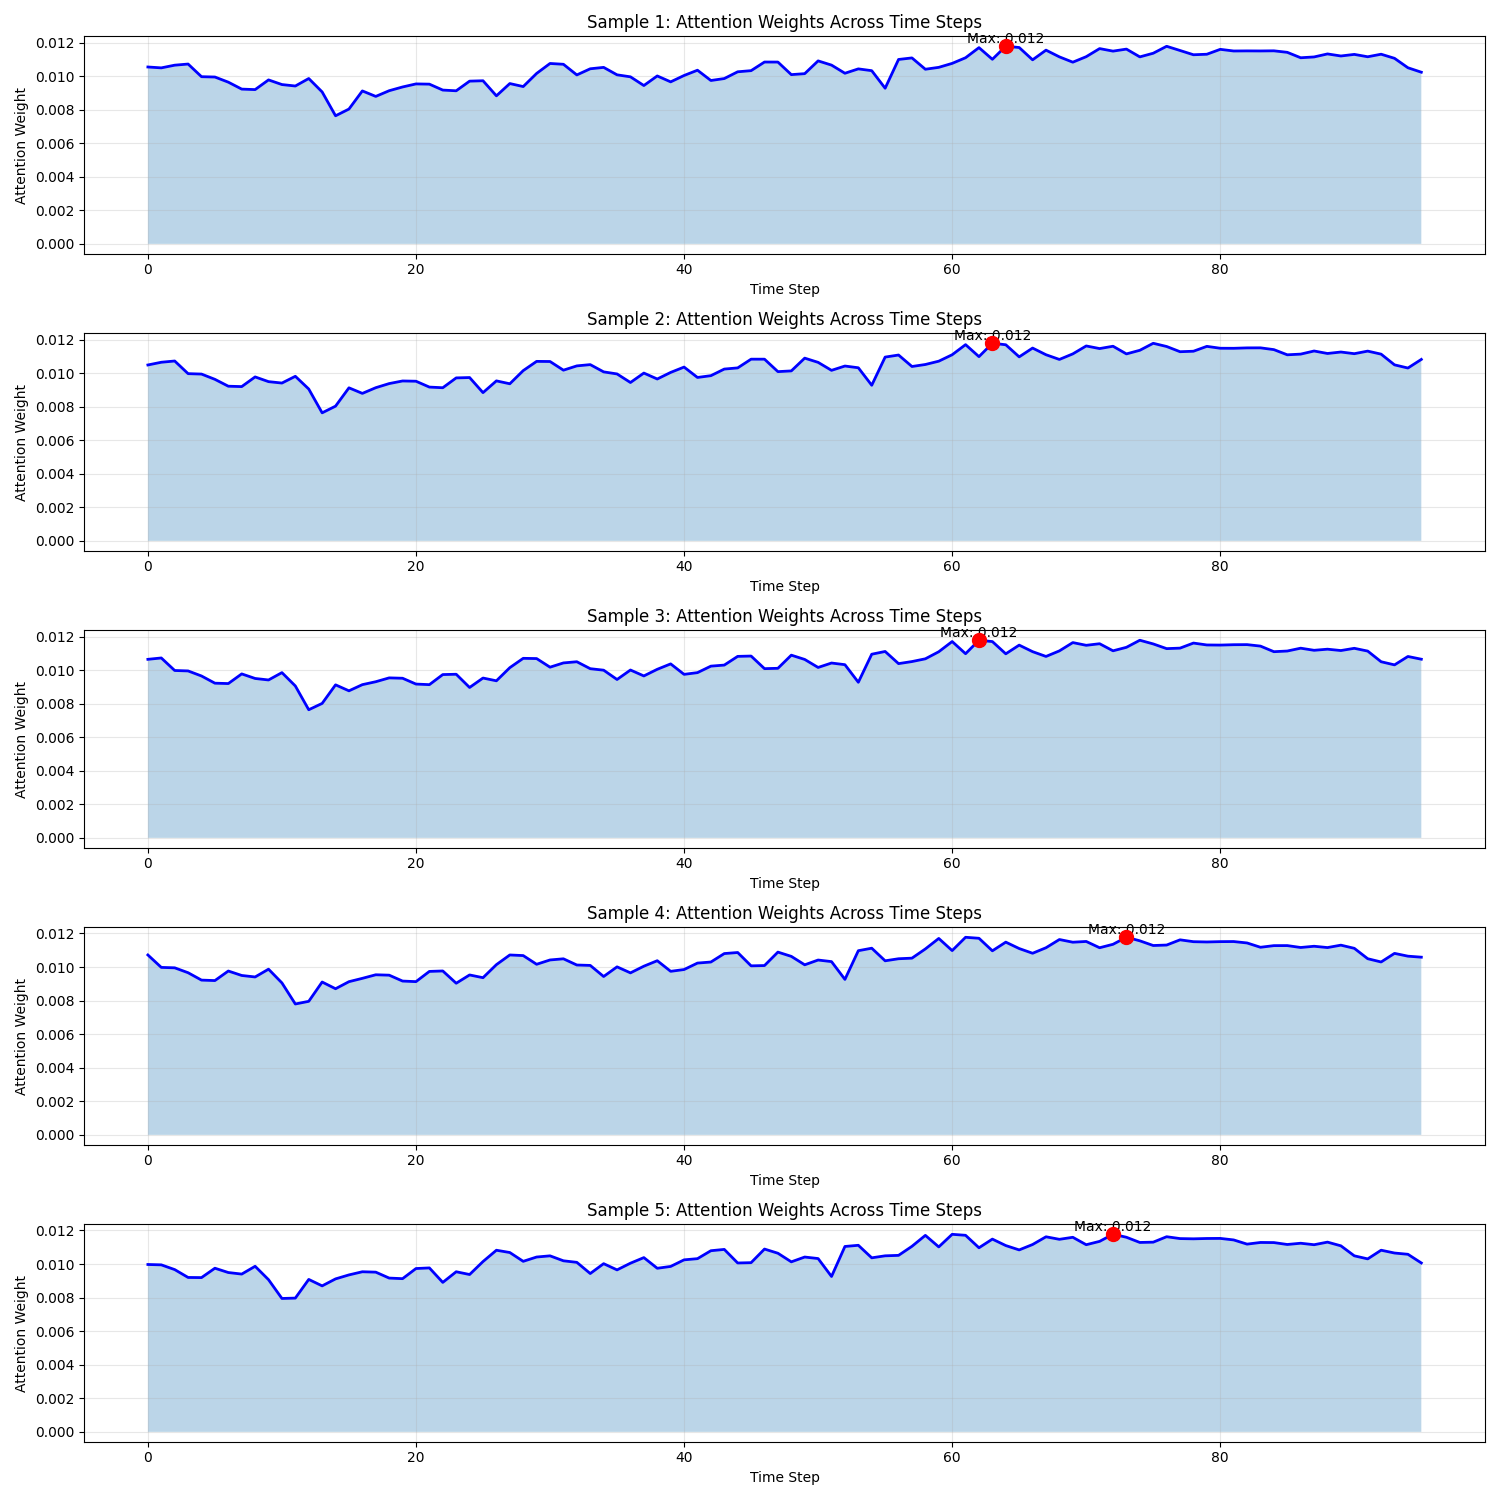 Sample 1: Attention Weights Across Time Steps
Max: 0.012
0.012
0.010
0.008
0.006
0.004
0.002
0.000
Attention Weight
0 20 40 60 80
Time Step
Sample 2: Attention Weights Across Time Steps
Max: 0.012
0.012
0.010
0.008
0.006
0.004
0.002
0.000
Attention Weight
0 20 40 60 80
Time Step
Sample 3: Attention Weights Across Time Steps
Max: 0.012
0.012
0.010
0.008
0.006
0.004
0.002
0.000
Attention Weight
0 20 40 60 80
Time Step
Sample 4: Attention Weights Across Time Steps
Max: 0.012
0.012
0.010
0.008
0.006
0.004
0.002
0.000
Attention Weight
0 20 40 60 80
Time Step
Sample 5: Attention Weights Across Time Steps
Max: 0.012
0.012
0.010
0.008
0.006
0.004
0.002
0.000
Attention Weight
0 20 40 60 80
Time Step